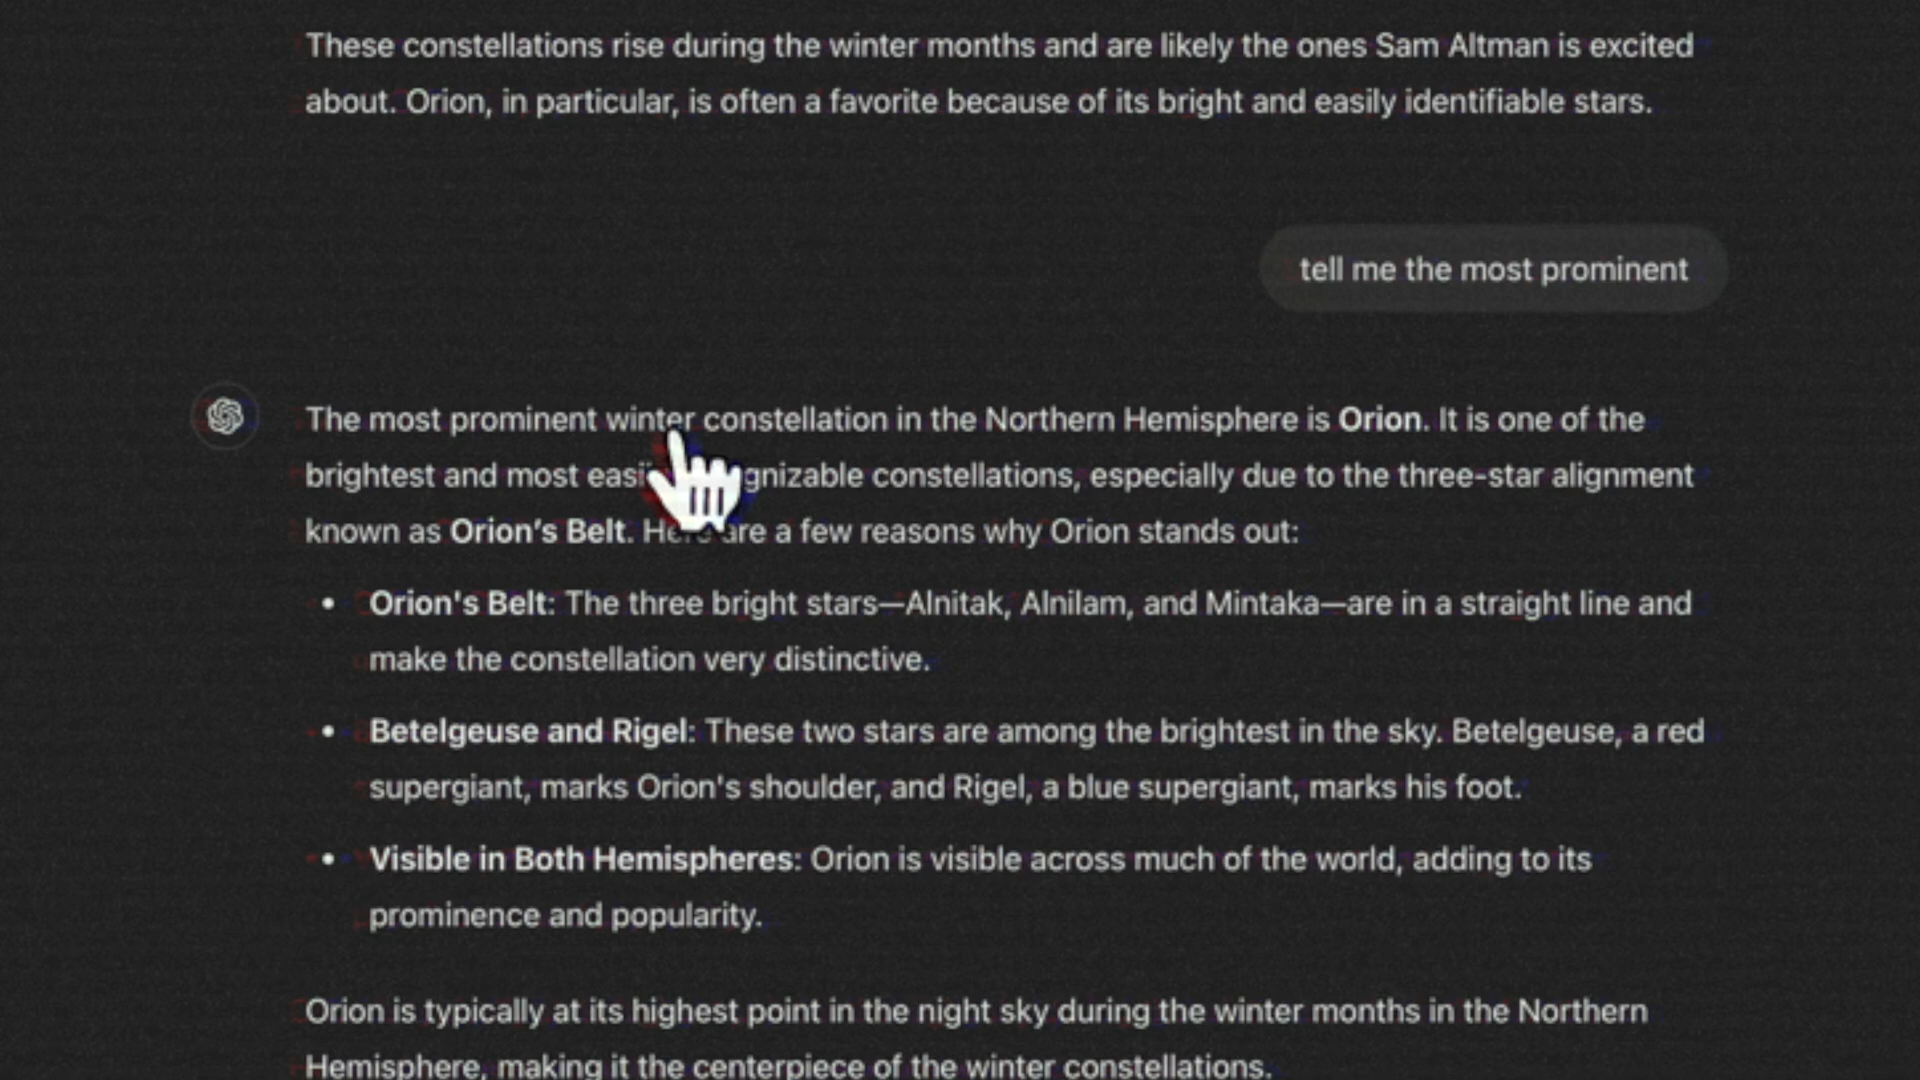 These constellations rise during the winter months and are likely the ones Sam Altman is excited
about. Orion, in particular, is often a favorite because of its bright and easily identifiable stars.
tell me the most prominent
The most prominent winter constellation in the Northern Hemisphere is Orion. It is one of the
brightest and most gnizable constellations, especially due to the three-star alignment
known as Orion’s Belt. Here are a few reasons why Orion stands out:
• Orion's Belt: The three bright stars—Alnitak, Alnilam, and Mintaka—are in a straight line and
make the constellation very distinctive.
• Betelgeuse and Rigel: These two stars are among the brightest in the sky. Betelgeuse, a red
supergiant, marks Orion's shoulder, and Rigel, a blue supergiant, marks his foot.
• Visible in Both Hemispheres: Orion is visible across much of the world, adding to its
prominence and popularity.
Orion is typically at its highest point in the night sky during the winter months in the Northern
Hemisphere, making it the centerpiece of the winter constellations.